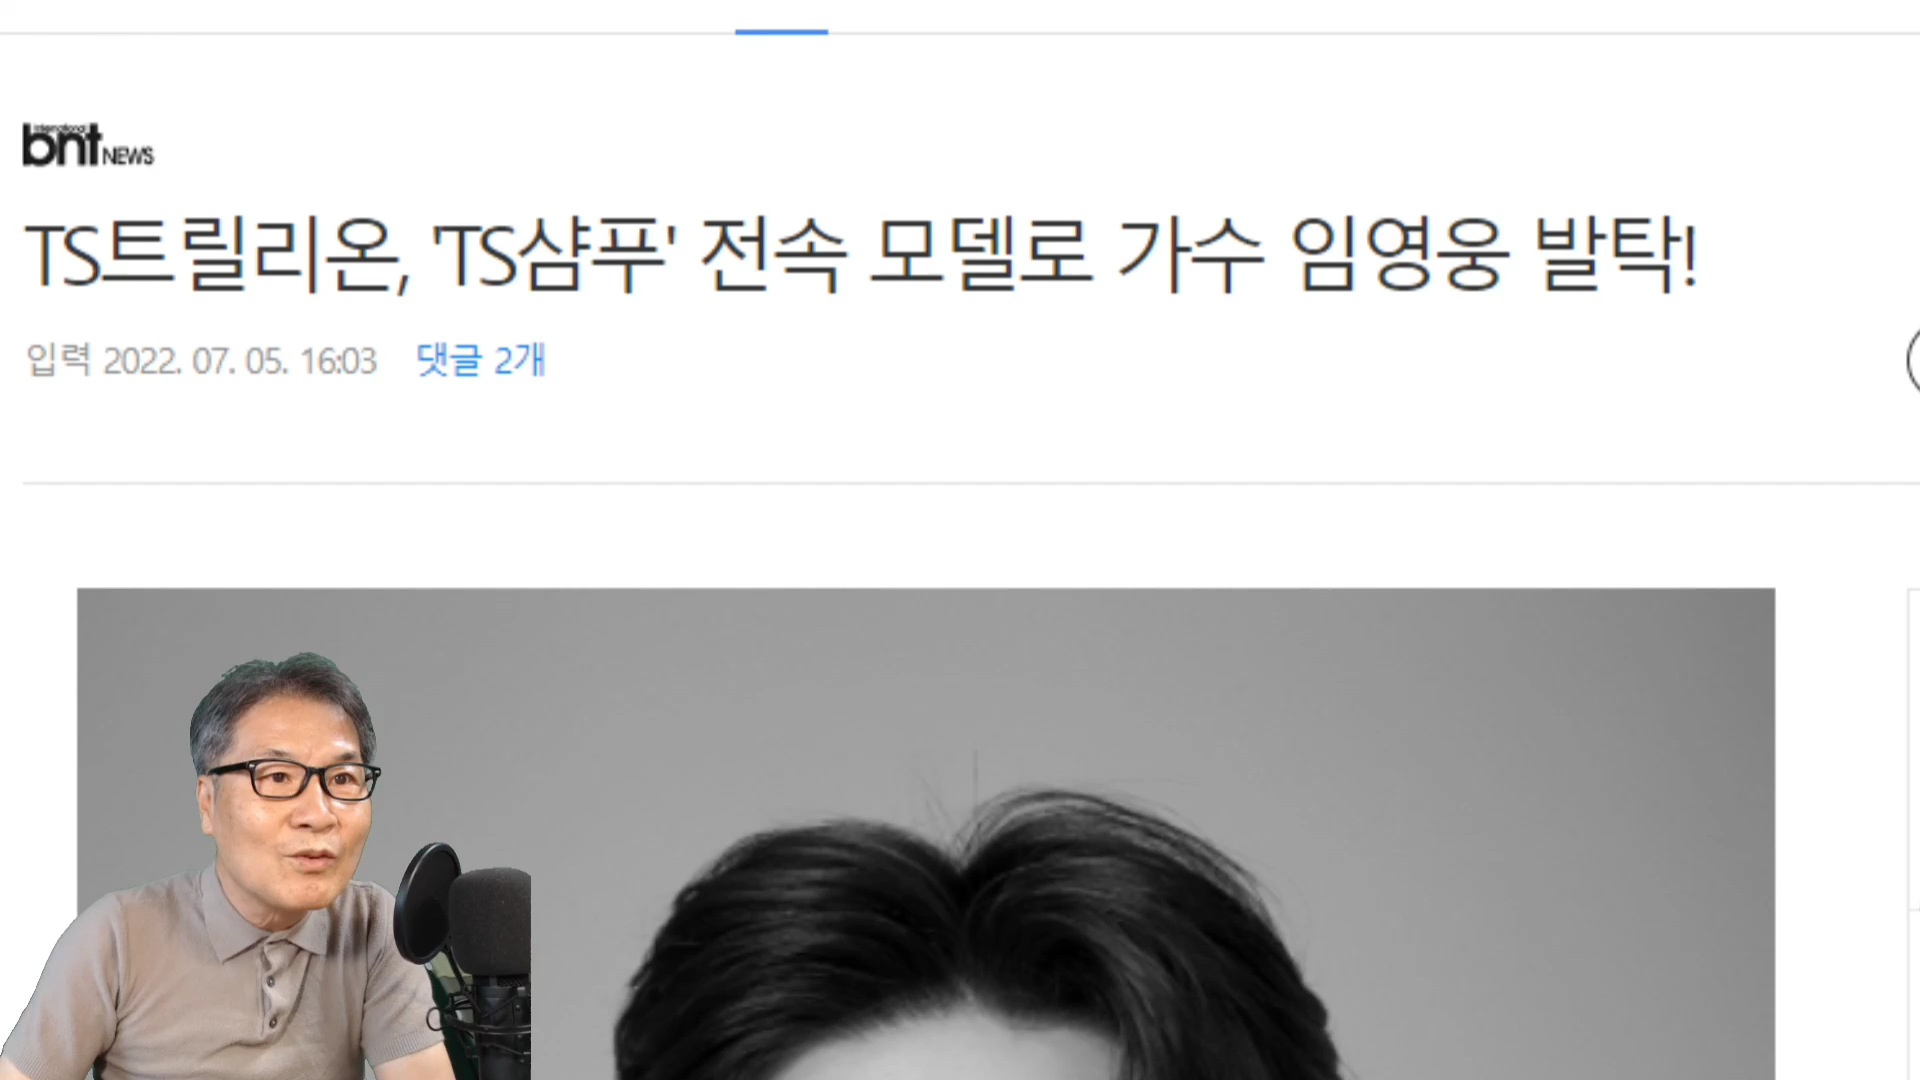 international
bnt NEWS
TS트릴리온, 'TS샴푸' 전속 모델로 가수 임영웅 발탁!
입력 2022. 07. 05. 16:03 댓글 2개